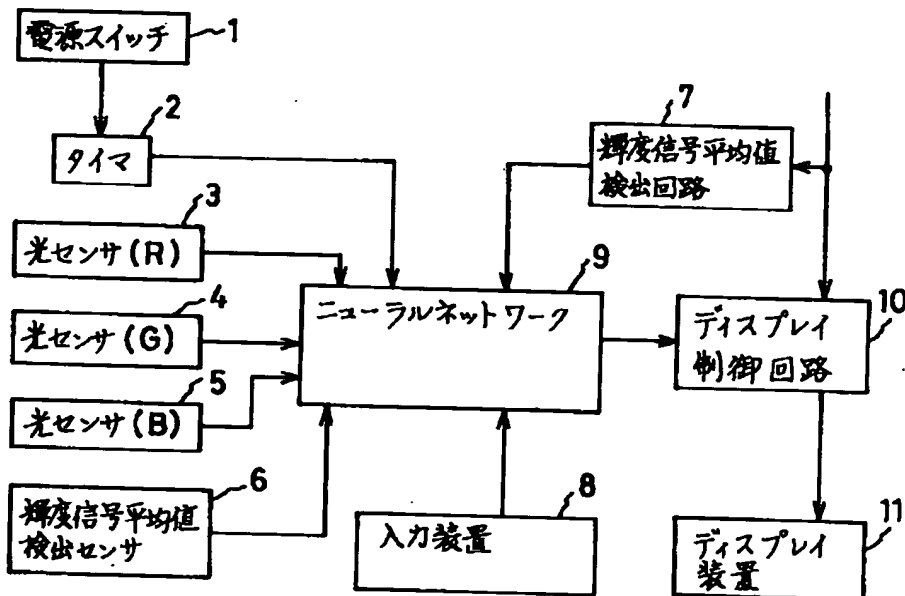 電源スイッチ
1
タイマ
2
光センサ(R)
3
光センサ(G)
4
光センサ(B)
5
輝度信号平均値
検出センサ
6
輝度信号平均値
検出回路
7
入力装置
8
ニューラルネットワーク
9
ディスプレイ
制御回路
10
ディスプレイ
装置
11